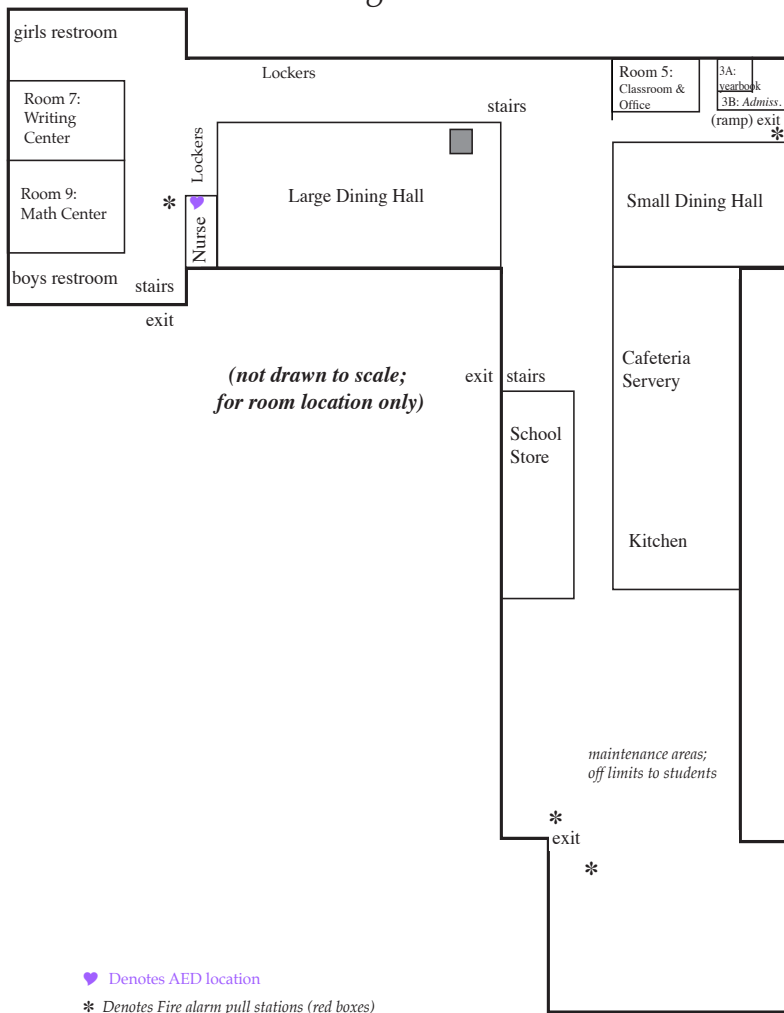 girls restroom
Lockers
Room 5:
Classroom &
Office
3A:
yearbook
3B: Admiss.
(ramp) exit
*
Room 7:
Writing
Center
stairs
Lockers
Room 9:
Math Center
*
Nurse
Large Dining Hall
Small Dining Hall
boys restroom
stairs
exit
(not drawn to scale;
for room location only)
exit
stairs
Cafeteria
Servery
School
Store
Kitchen
maintenance areas;
off limits to students
*
exit
*
Denotes AED location
* Denotes Fire alarm pull stations (red boxes)